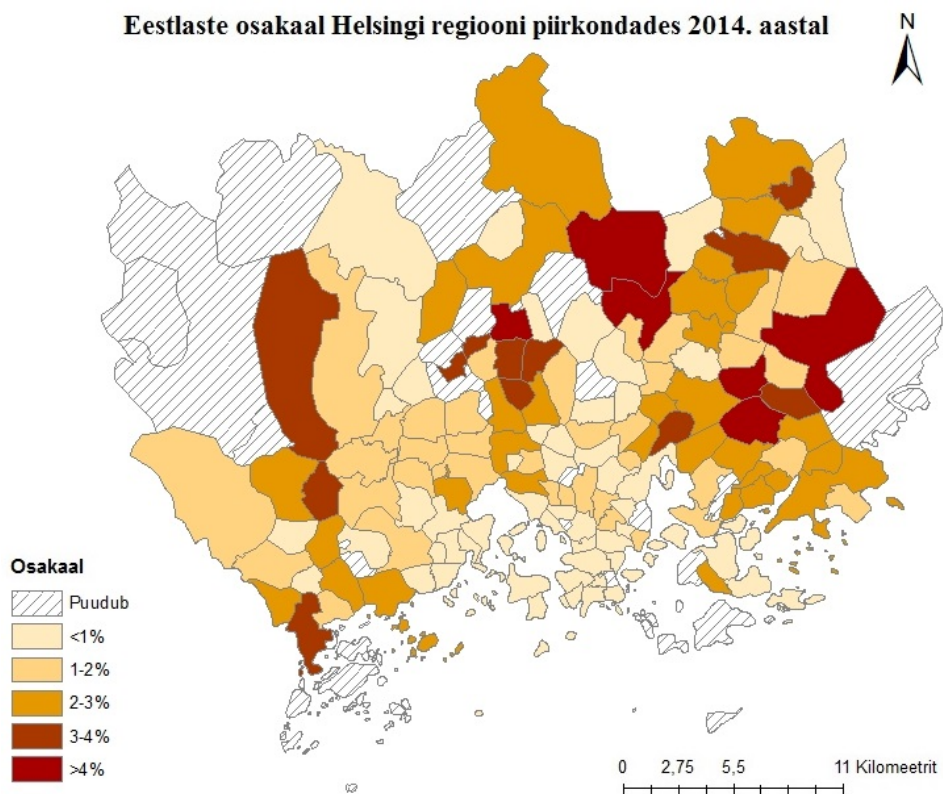 Eestlaste osakaal Helsingi regiooni piirkondades 2014. aastal
N
Osakaal
Puudub
<1%
1-2%
2-3%
3-4%
>4%
0 2,75 5,5 11 Kilomeetrit